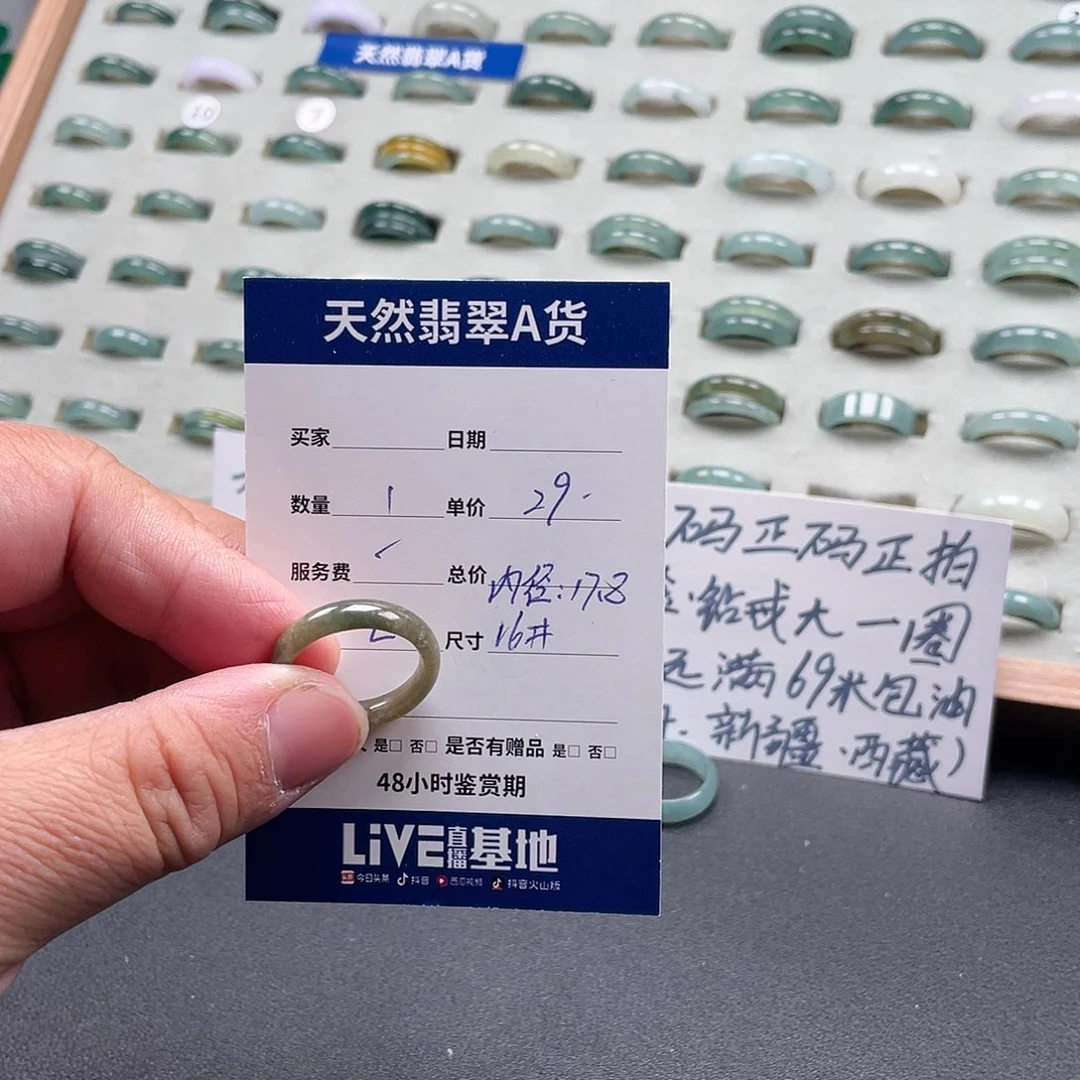 天然翡翠A货
10
天然翡翠A货
买家 日期
数量 1 单价 29.
服务费 总价
内径:17.8
尺寸 16#
是□ 否□ 是否有赠品 是□ 否□
48小时鉴赏期
LiVE直播基地
今日头条 抖音 西瓜视频 抖音火山版
码正码正拍
钻戒大一圈
远满69米包油
新疆.西藏)